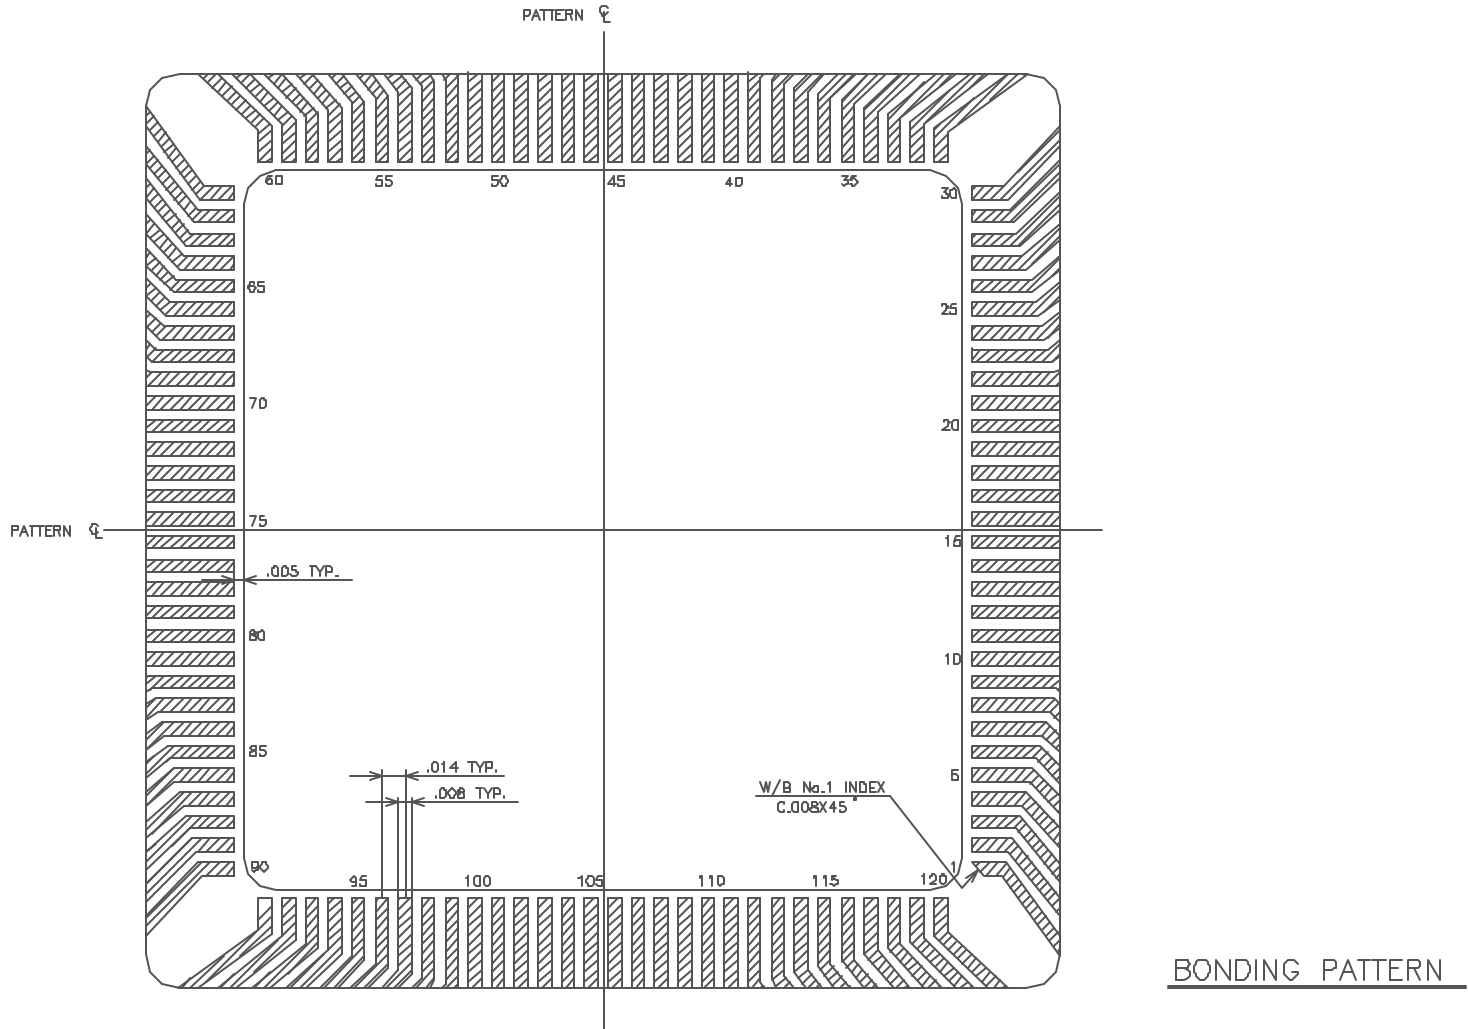 PATTERN ℄
60 55 50 45 40 35
30
65
25
70
20
PATTERN ℄
75
15
.005 TYP.
80
10
85
5
.014 TYP.
.008 TYP.
W/B No.1 INDEX
C.008X45°
90
1
95 100 105 110 115 120
BONDING PATTERN